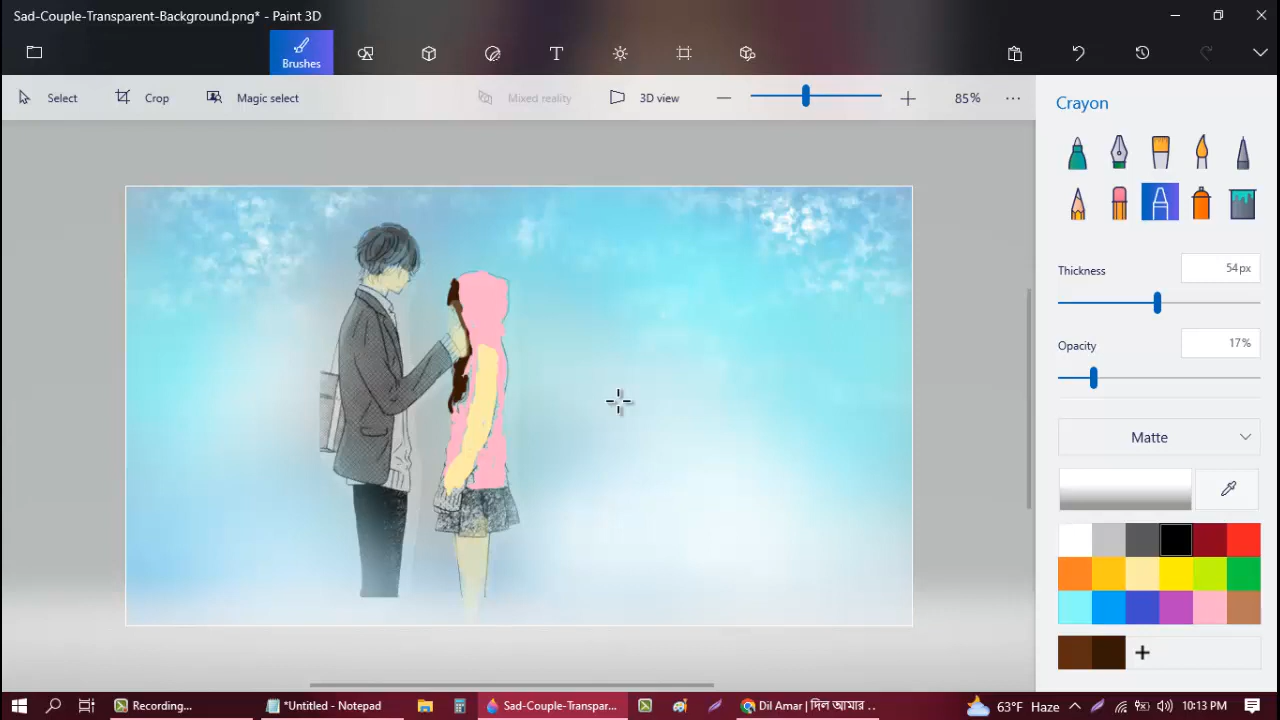 Sad-Couple-Transparent-Background.png* - Paint 3D
Brushes
Select
Crop
Magic select
Mixed reality
3D view
85%
Crayon
Thickness
54px
Opacity
17%
Matte
Recording...
*Untitled - Notepad
Sad-Couple-Transpar...
Dil Amar | দিল আমার ..
63°F Haze
10:13 PM